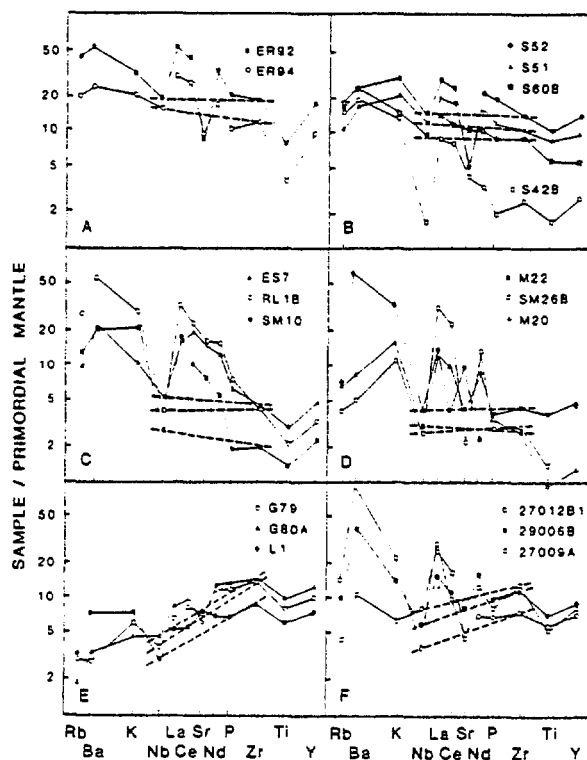 SAMPLE / PRIMORDIAL MANTLE
50
20
10
5
2
ER92
ER94
A
S52
S51
S60B
S42B
B
50
20
10
5
2
ES7
RL1B
SM10
C
M22
SM26B
M20
D
50
20
10
5
2
G79
G80A
L1
E
27012B1
29006B
27009A
F
Rb Ba K Nb La Ce Sr Nd P Zr Ti Y
Rb Ba K Nb La Ce Sr Nd P Zr Ti Y